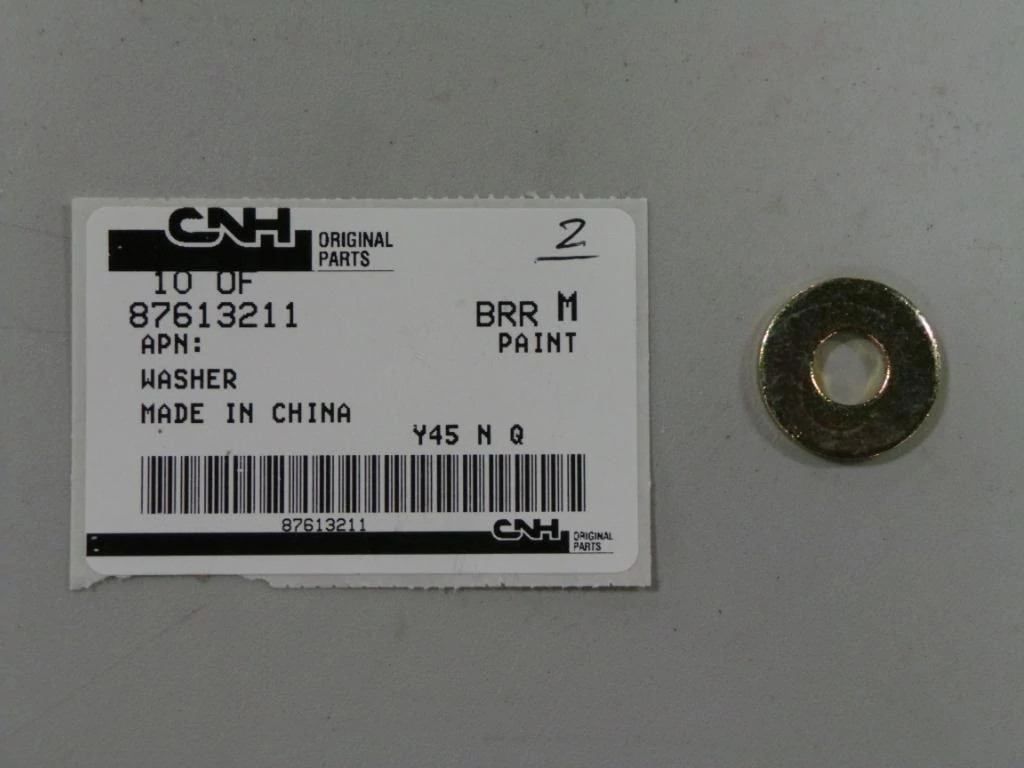 CNH ORIGINAL PARTS
2
10 OF
87613211 BRR M
APN: PAINT
WASHER
MADE IN CHINA
Y45 N Q
87613211
CNH ORIGINAL PARTS